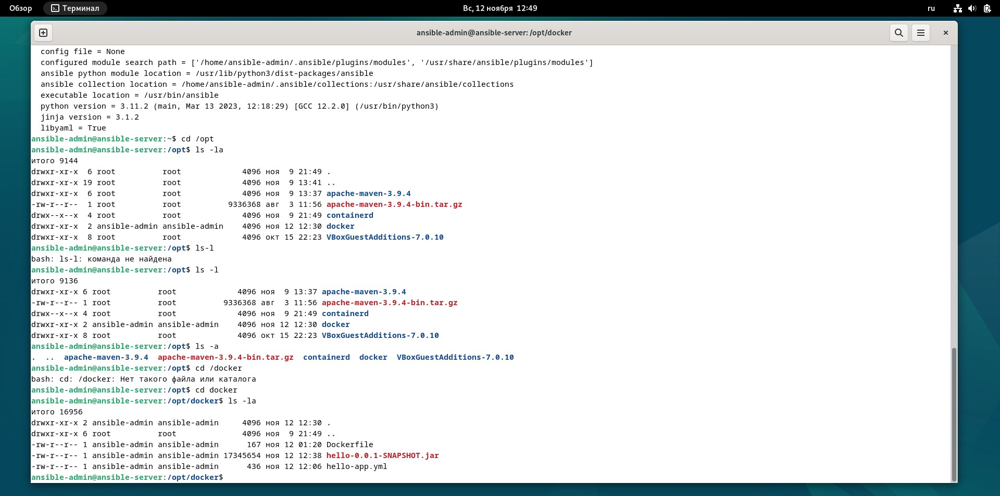 Обзор Терминал Вс, 12 ноября 12:49 ru
ansible-admin@ansible-server: /opt/docker
config file = None
configured module search path = ['/home/ansible-admin/.ansible/plugins/modules', '/usr/share/ansible/plugins/modules']
ansible python module location = /usr/lib/python3/dist-packages/ansible
ansible collection location = /home/ansible-admin/.ansible/collections:/usr/share/ansible/collections
executable location = /usr/bin/ansible
python version = 3.11.2 (main, Mar 13 2023, 12:18:29) [GCC 12.2.0] (/usr/bin/python3)
jinja version = 3.1.2
libyaml = True
ansible-admin@ansible-server:~$ cd /opt
ansible-admin@ansible-server:/opt$ ls -la
итого 9144
drwxr-xr-x  6 root          root             4096 ноя  9 21:49 .
drwxr-xr-x 19 root          root             4096 ноя  9 13:41 ..
drwxr-xr-x  6 root          root             4096 ноя  9 13:37 apache-maven-3.9.4
-rw-r--r--  1 root          root          9336368 авг  3 11:56 apache-maven-3.9.4-bin.tar.gz
drwx--x--x  4 root          root             4096 ноя  9 21:49 containerd
drwxr-xr-x  2 ansible-admin ansible-admin    4096 ноя 12 12:30 docker
drwxr-xr-x  8 root          root             4096 окт 15 22:23 VBoxGuestAdditions-7.0.10
ansible-admin@ansible-server:/opt$ ls-l
bash: ls-l: команда не найдена
ansible-admin@ansible-server:/opt$ ls -l
итого 9136
drwxr-xr-x 6 root          root             4096 ноя  9 13:37 apache-maven-3.9.4
-rw-r--r-- 1 root          root          9336368 авг  3 11:56 apache-maven-3.9.4-bin.tar.gz
drwx--x--x 4 root          root             4096 ноя  9 21:49 containerd
drwxr-xr-x 2 ansible-admin ansible-admin    4096 ноя 12 12:30 docker
drwxr-xr-x 8 root          root             4096 окт 15 22:23 VBoxGuestAdditions-7.0.10
ansible-admin@ansible-server:/opt$ ls -a
.  ..  apache-maven-3.9.4  apache-maven-3.9.4-bin.tar.gz  containerd  docker  VBoxGuestAdditions-7.0.10
ansible-admin@ansible-server:/opt$ cd /docker
bash: cd: /docker: Нет такого файла или каталога
ansible-admin@ansible-server:/opt$ cd docker
ansible-admin@ansible-server:/opt/docker$ ls -la
итого 16956
drwxr-xr-x 2 ansible-admin ansible-admin     4096 ноя 12 12:30 .
drwxr-xr-x 6 root          root              4096 ноя  9 21:49 ..
-rw-r--r-- 1 ansible-admin ansible-admin      167 ноя 12 01:20 Dockerfile
-rw-r--r-- 1 ansible-admin ansible-admin 17345654 ноя 12 12:38 hello-0.0.1-SNAPSHOT.jar
-rw-r--r-- 1 ansible-admin ansible-admin      436 ноя 12 12:06 hello-app.yml
ansible-admin@ansible-server:/opt/docker$